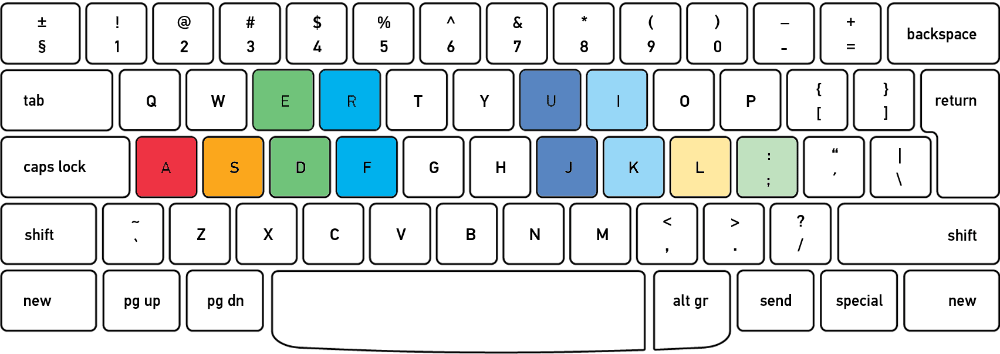 ± ! @ # $ % ^ & * ( ) _ +
§ 1 2 3 4 5 6 7 8 9 0 - = backspace
tab Q W E R T Y U I O P { } return
[ ]
caps lock A S D F G H J K L : “ |
; ´ \
shift ~ Z X C V B N M < > ? shift
` , . /
new pg up pg dn alt gr send special new